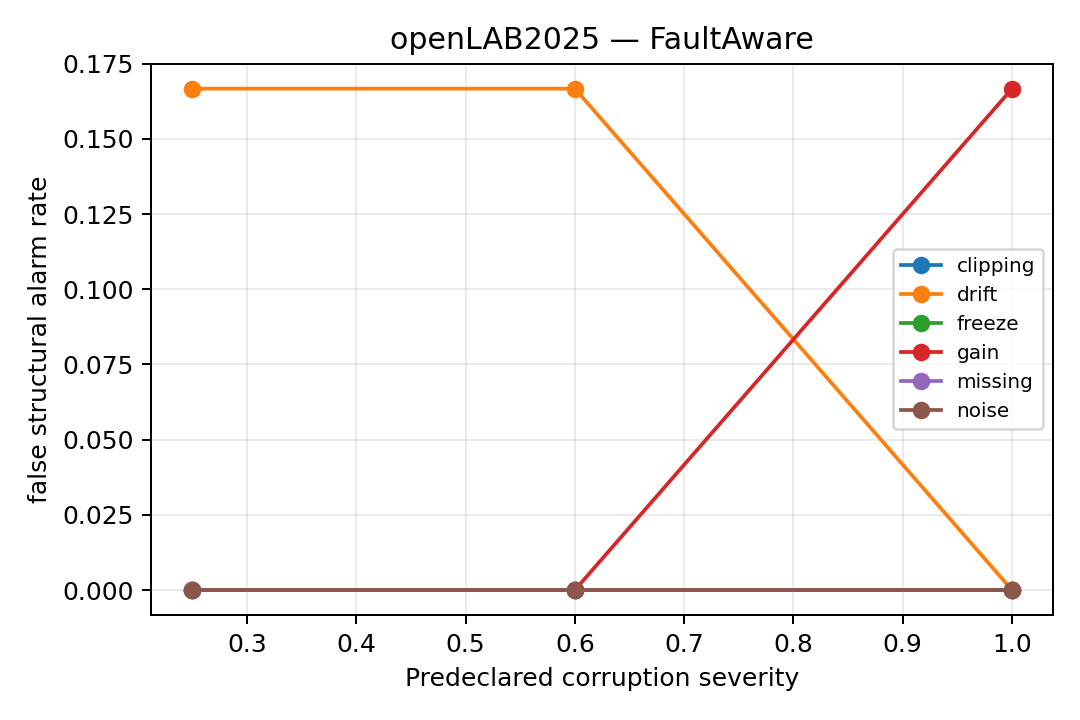 openLAB2025 — FaultAware
false structural alarm rate
0.175
0.150
0.125
0.100
0.075
0.050
0.025
0.000
clipping
drift
freeze
gain
missing
noise
0.3 0.4 0.5 0.6 0.7 0.8 0.9 1.0
Predeclared corruption severity